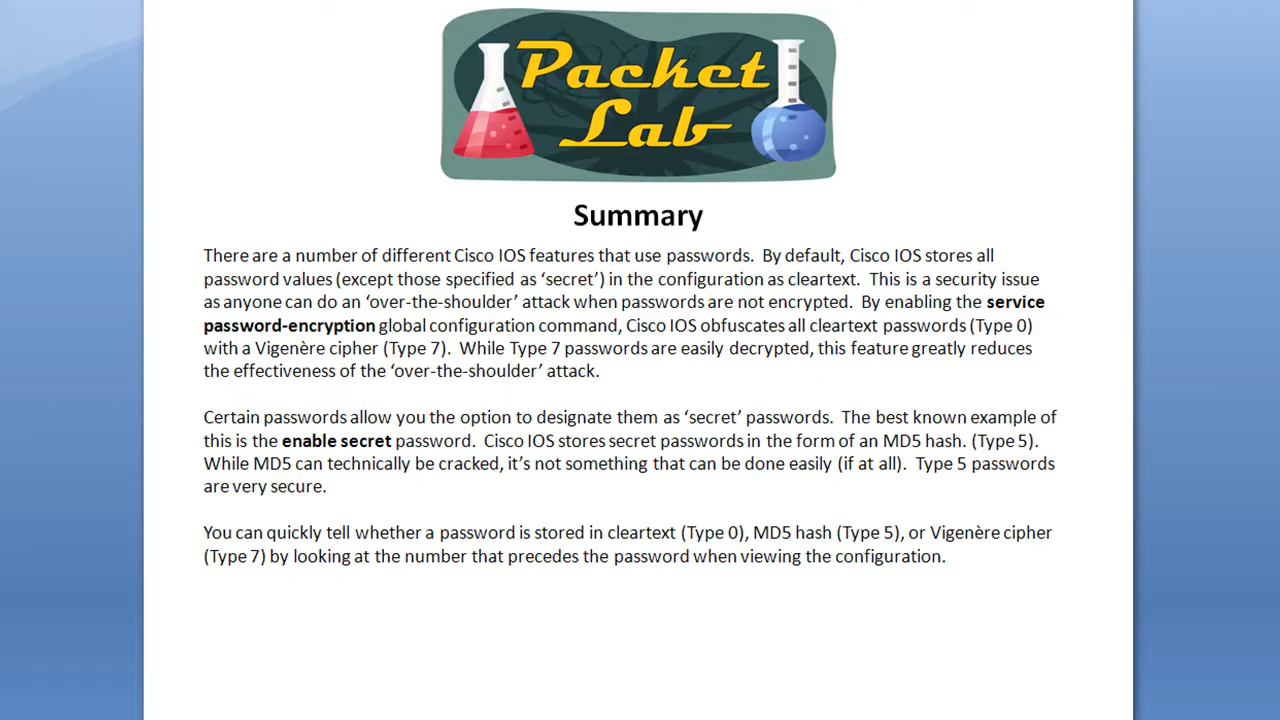 Packet
Lab
Summary
There are a number of different Cisco IOS features that use passwords.  By default, Cisco IOS stores all
password values (except those specified as ‘secret’) in the configuration as cleartext.  This is a security issue
as anyone can do an ‘over-the-shoulder’ attack when passwords are not encrypted.  By enabling the service
password-encryption global configuration command, Cisco IOS obfuscates all cleartext passwords (Type 0)
with a Vigenère cipher (Type 7).  While Type 7 passwords are easily decrypted, this feature greatly reduces
the effectiveness of the ‘over-the-shoulder’ attack.
Certain passwords allow you the option to designate them as ‘secret’ passwords.  The best known example of
this is the enable secret password.  Cisco IOS stores secret passwords in the form of an MD5 hash. (Type 5).
While MD5 can technically be cracked, it’s not something that can be done easily (if at all).  Type 5 passwords
are very secure.
You can quickly tell whether a password is stored in cleartext (Type 0), MD5 hash (Type 5), or Vigenère cipher
(Type 7) by looking at the number that precedes the password when viewing the configuration.